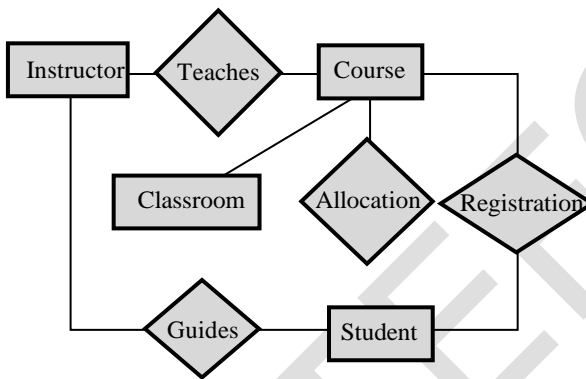 Instructor
Teaches
Course
Classroom
Allocation
Registration
Guides
Student